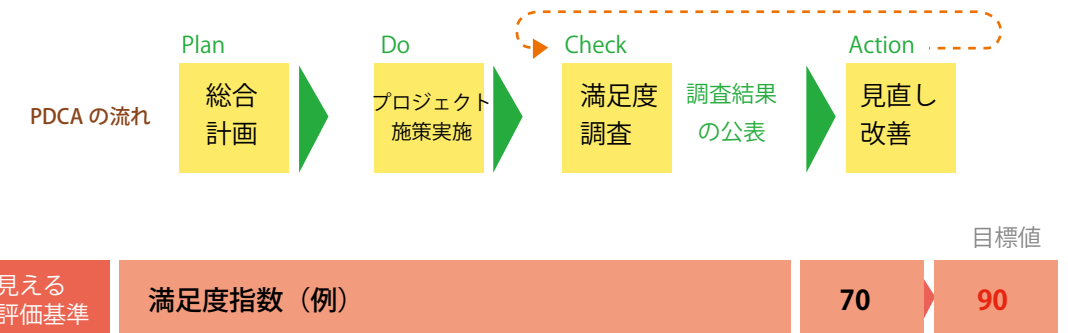 Plan
Do
Check
Action
PDCA の流れ
総合
計画
プロジェクト
施策実施
満足度
調査
調査結果
の公表
見直し
改善
目標値
見える
評価基準
満足度指数（例）
70
90